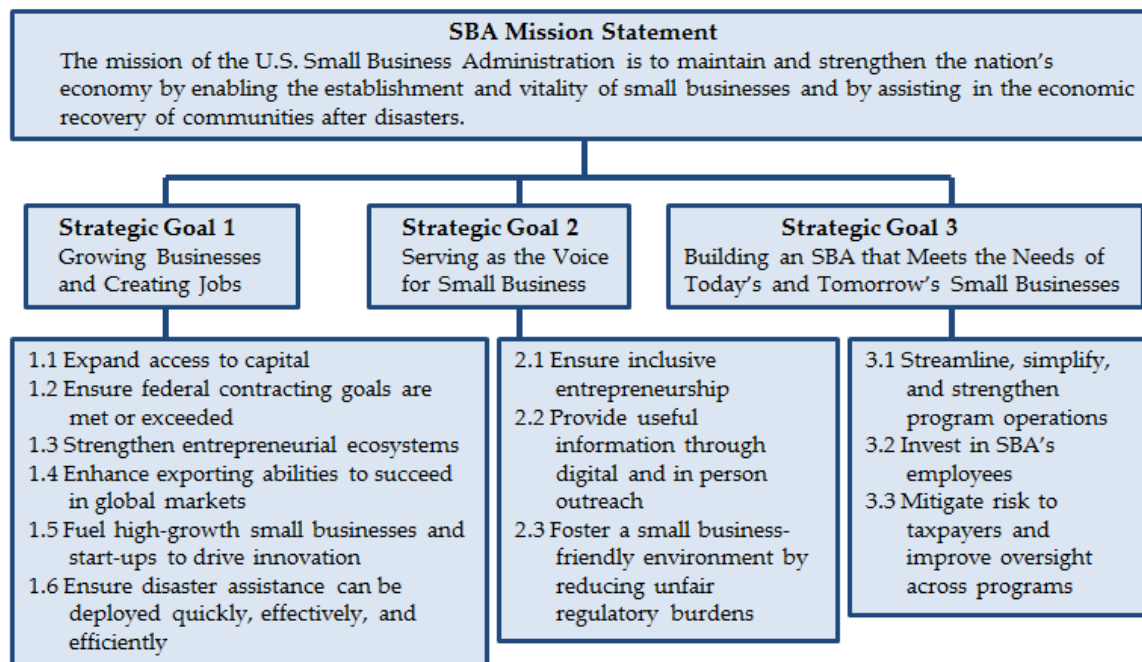 SBA Mission Statement
The mission of the U.S. Small Business Administration is to maintain and strengthen the nation's
economy by enabling the establishment and vitality of small businesses and by assisting in the economic
recovery of communities after disasters.
Strategic Goal 1
Growing Businesses
and Creating Jobs
Strategic Goal 2
Serving as the Voice
for Small Business
Strategic Goal 3
Building an SBA that Meets the Needs of
Today's and Tomorrow's Small Businesses
1.1 Expand access to capital
1.2 Ensure federal contracting goals are
met or exceeded
1.3 Strengthen entrepreneurial ecosystems
1.4 Enhance exporting abilities to succeed
in global markets
1.5 Fuel high-growth small businesses and
start-ups to drive innovation
1.6 Ensure disaster assistance can be
deployed quickly, effectively, and
efficiently
2.1 Ensure inclusive
entrepreneurship
2.2 Provide useful
information through
digital and in person
outreach
2.3 Foster a small business-
friendly environment by
reducing unfair
regulatory burdens
3.1 Streamline, simplify,
and strengthen
program operations
3.2 Invest in SBA's
employees
3.3 Mitigate risk to
taxpayers and
improve oversight
across programs